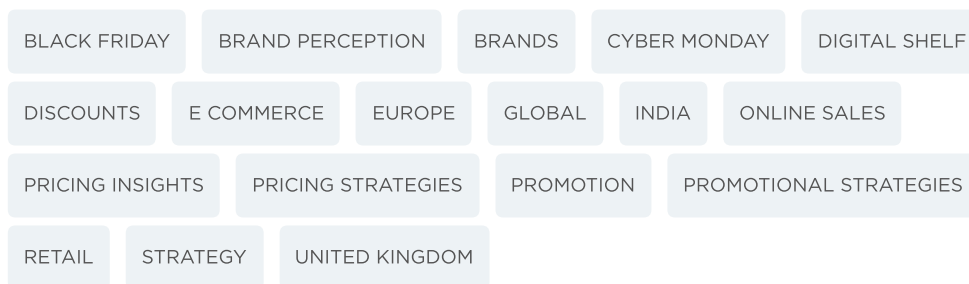 BLACK FRIDAY BRAND PERCEPTION BRANDS CYBER MONDAY DIGITAL SHELF
DISCOUNTS E COMMERCE EUROPE GLOBAL INDIA ONLINE SALES
PRICING INSIGHTS PRICING STRATEGIES PROMOTION PROMOTIONAL STRATEGIES
RETAIL STRATEGY UNITED KINGDOM